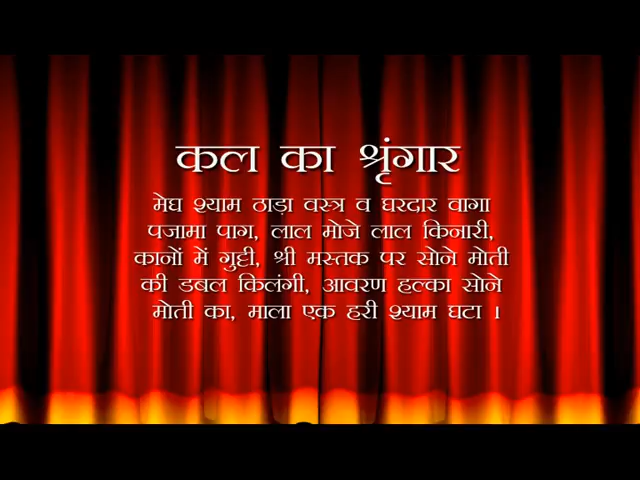 कल का श्रृंगार
मेघ श्याम ठाड़ा वस्त्र व घरदार वागा
पजामा पाग, लाल मोजे लाल किनारी,
कानों में गुट्टी, श्री मस्तक पर सोने मोती
की डबल किलंगी, आवरण हल्का सोने
मोती का, माला एक हरी श्याम घटा ।